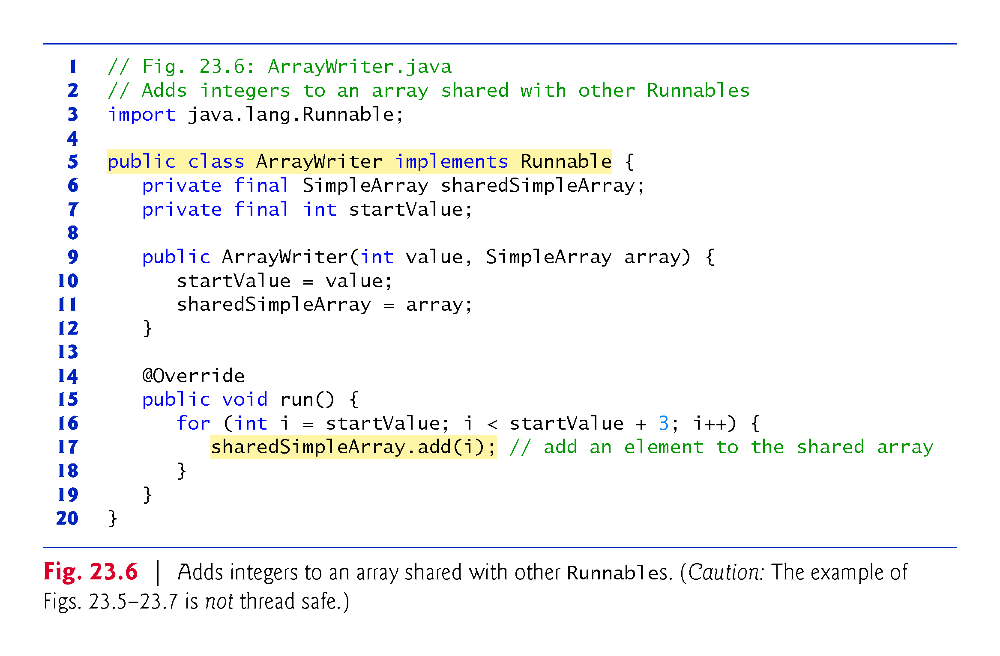 1 // Fig. 23.6: ArrayWriter.java
2 // Adds integers to an array shared with other Runnables
3 import java.lang.Runnable;
4
5 public class ArrayWriter implements Runnable {
6    private final SimpleArray sharedSimpleArray;
7    private final int startValue;
8
9    public ArrayWriter(int value, SimpleArray array) {
10       startValue = value;
11       sharedSimpleArray = array;
12    }
13
14    @Override
15    public void run() {
16       for (int i = startValue; i < startValue + 3; i++) {
17          sharedSimpleArray.add(i); // add an element to the shared array
18       }
19    }
20 }
Fig. 23.6 | Adds integers to an array shared with other Runnables. (Caution: The example of
Figs. 23.5–23.7 is not thread safe.)